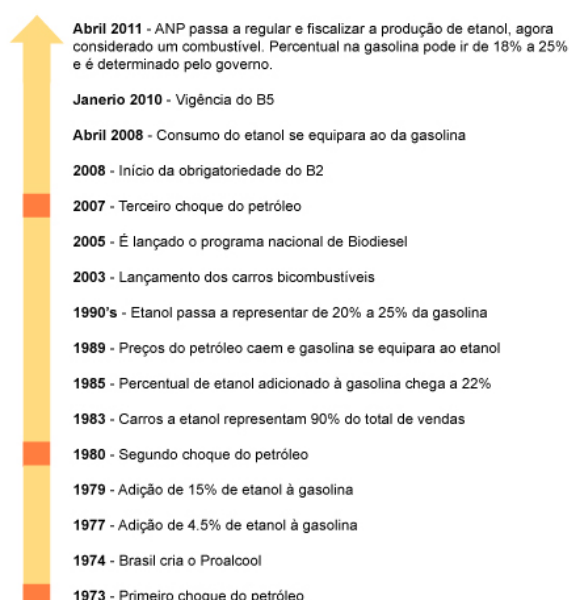 Abril 2011 - ANP passa a regular e fiscalizar a produção de etanol, agora
considerado um combustível. Percentual na gasolina pode ir de 18% a 25%
e é determinado pelo governo.
Janerio 2010 - Vigência do B5
Abril 2008 - Consumo do etanol se equipara ao da gasolina
2008 - Início da obrigatoriedade do B2
2007 - Terceiro choque do petróleo
2005 - É lançado o programa nacional de Biodiesel
2003 - Lançamento dos carros bicombustíveis
1990's - Etanol passa a representar de 20% a 25% da gasolina
1989 - Preços do petróleo caem e gasolina se equipara ao etanol
1985 - Percentual de etanol adicionado à gasolina chega a 22%
1983 - Carros a etanol representam 90% do total de vendas
1980 - Segundo choque do petróleo
1979 - Adição de 15% de etanol à gasolina
1977 - Adição de 4.5% de etanol à gasolina
1974 - Brasil cria o Proalcool
1973 - Primeiro choque do petróleo